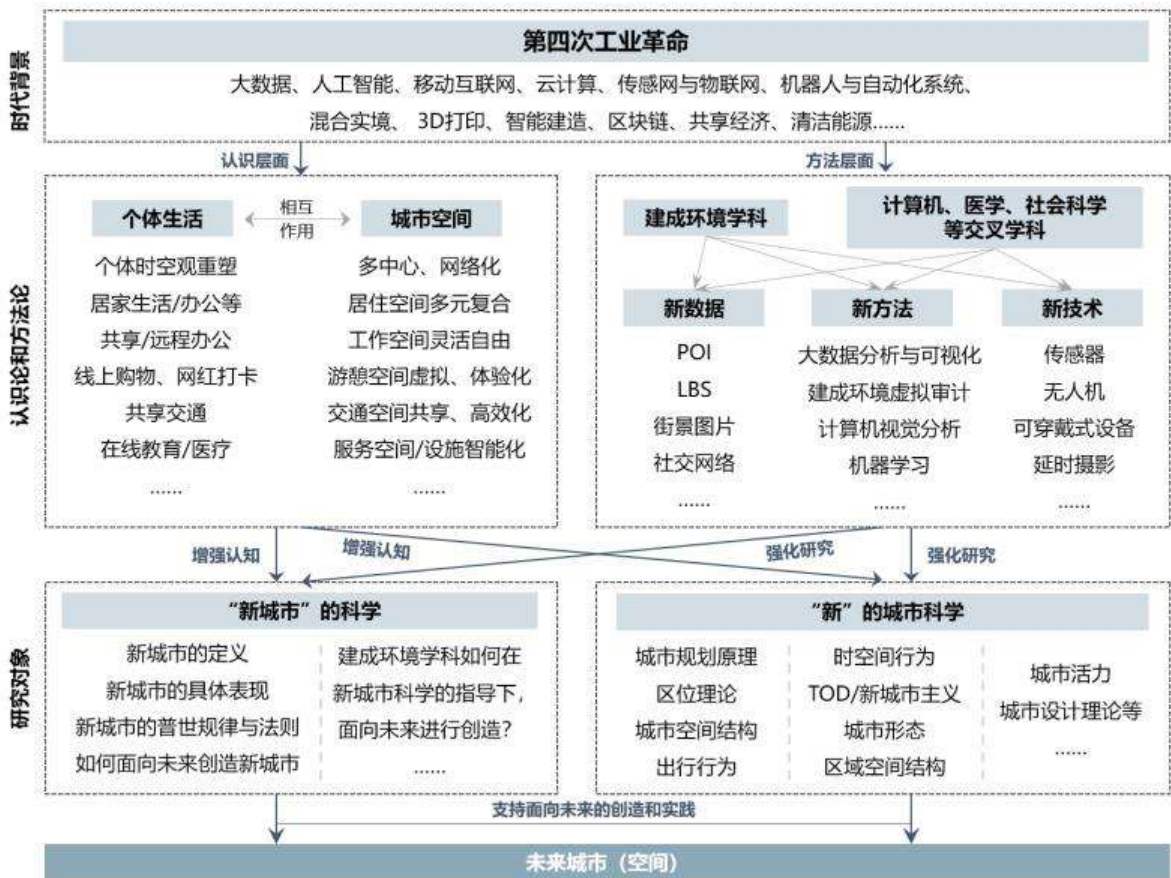 时代背景
第四次工业革命
大数据、人工智能、移动互联网、云计算、传感网与物联网、机器人与自动化系统、
混合实境、3D打印、智能建造、区块链、共享经济、清洁能源……
认识层面
方法层面
认识论和方法论
个体生活
相互
作用
城市空间
个体时空观重塑
居家生活/办公等
共享/远程办公
线上购物、网红打卡
共享交通
在线教育/医疗
……
多中心、网络化
居住空间多元复合
工作空间灵活自由
游憩空间虚拟、体验化
交通空间共享、高效化
服务空间/设施智能化
……
建成环境学科
计算机、医学、社会科学
等交叉学科
新数据
POI
LBS
街景图片
社交网络
……
新方法
大数据分析与可视化
建成环境虚拟审计
计算机视觉分析
机器学习
……
新技术
传感器
无人机
可穿戴式设备
延时摄影
……
增强认知
增强认知
强化研究
强化研究
研究对象
“新城市”的科学
新城市的定义
新城市的具体表现
新城市的普世规律与法则
如何面向未来创造新城市
建成环境学科如何在
新城市科学的指导下，
面向未来进行创造？
……
“新”的城市科学
城市规划原理
区位理论
城市空间结构
出行行为
时空间行为
TOD/新城市主义
城市形态
区域空间结构
城市活力
城市设计理论等
……
支持面向未来的创造和实践
未来城市（空间）